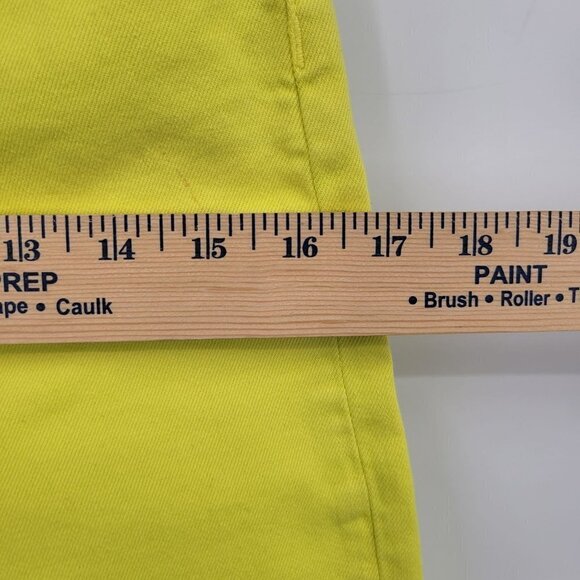 13 14 15 16 17 18 19
PREP PAINT
ape • Caulk • Brush • Roller • T